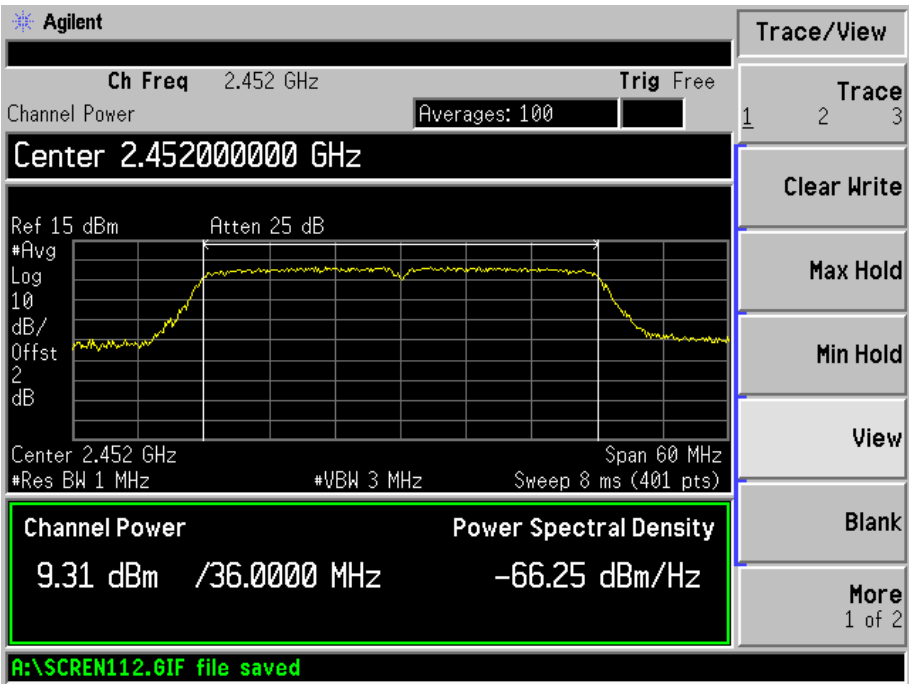 Agilent
Ch Freq 2.452 GHz Trig Free
Channel Power Averages: 100
Center 2.452000000 GHz
Ref 15 dBm Atten 25 dB
#Avg
Log
10
dB/
Offst
2
dB
Center 2.452 GHz Span 60 MHz
#Res BW 1 MHz #VBW 3 MHz Sweep 8 ms (401 pts)
Channel Power Power Spectral Density
9.31 dBm /36.0000 MHz -66.25 dBm/Hz
A:\SCREN112.GIF file saved
Trace/View
Trace
1 2 3
Clear Write
Max Hold
Min Hold
View
Blank
More
1 of 2